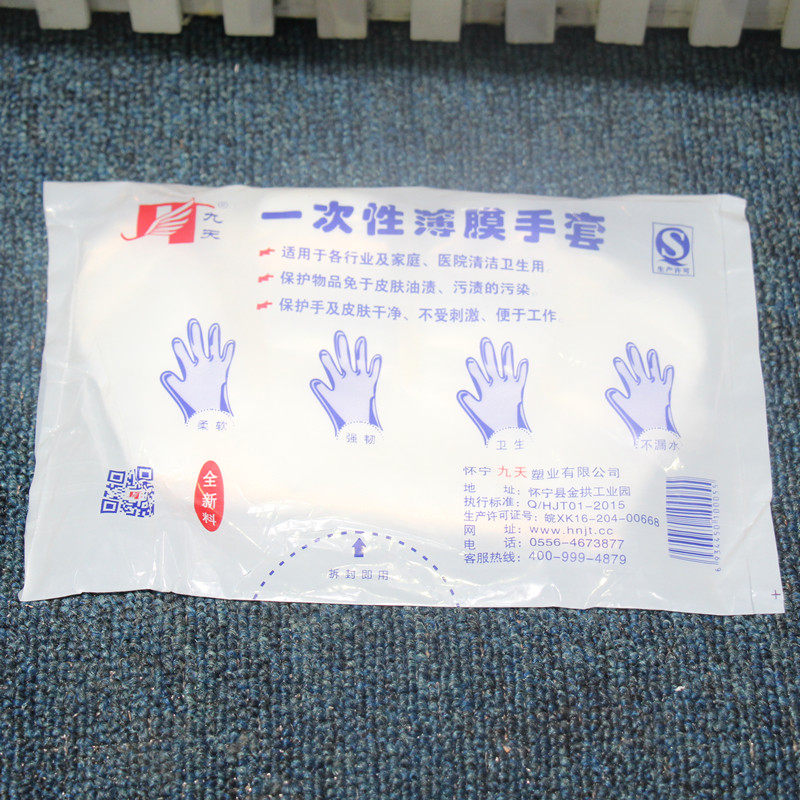 九天
®
一次性薄膜手套
适用于各行业及家庭、医院清洁卫生用。
保护物品免于皮肤油渍、污渍的污染。
保护手及皮肤干净、不受刺激、便于工作。
生产许可
柔软
强韧
卫生
不漏水
全新料
拆封即用
怀宁九天塑业有限公司
地 址：怀宁县金拱工业园
执行标准：Q/HJT01-2015
生产许可证号：皖XK16-204-00668
网 址：www.hnjt.cc
电 话：0556-4673877
客服热线：400-999-4879